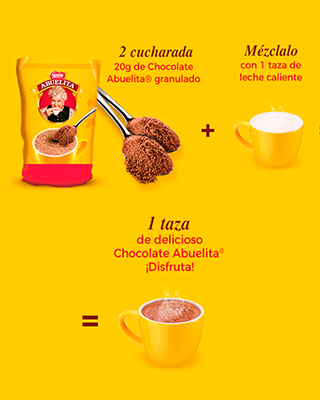 2 cucharada
20g de Chocolate
Abuelita® granulado
Nestlé
ABUELITA
+
Mézclalo
con 1 taza de
leche caliente
=
1 taza
de delicioso
Chocolate Abuelita®
¡Disfruta!